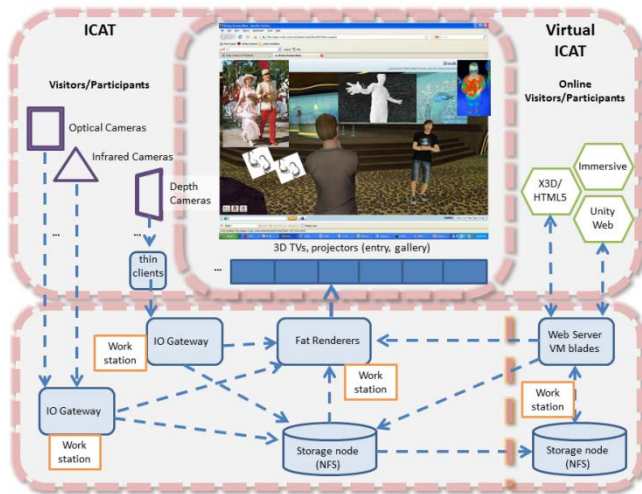 ICAT
Virtual
ICAT
Visitors/Participants
Online
Visitors/Participants
Optical Cameras
Infrared Cameras
Depth
Cameras
...
...
...
thin
clients
X3D/
HTML5
Immersive
Unity
Web
3D TVs, projectors (entry, gallery)
...
IO Gateway
Work
station
Fat Renderers
Work
station
Web Server
VM blades
Work
station
IO Gateway
Work
station
Storage node
(NFS)
Storage node
(NFS)